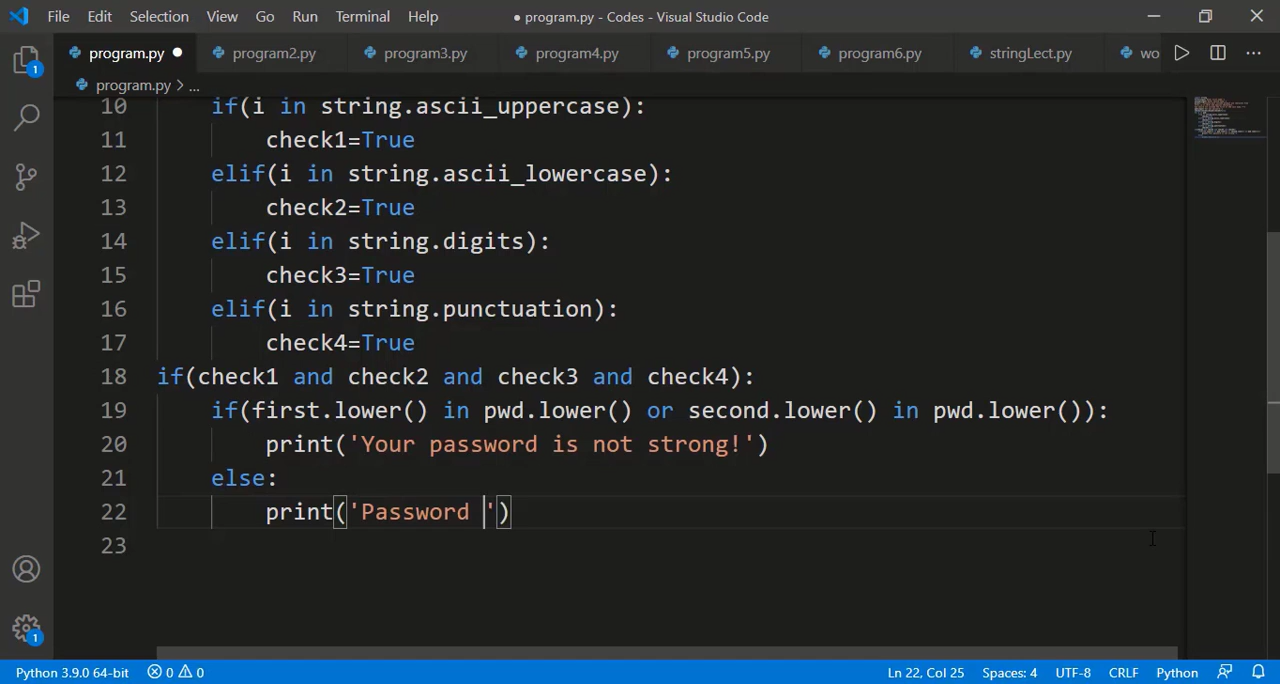 File Edit Selection View Go Run Terminal Help ● program.py - Codes - Visual Studio Code
program.py program2.py program3.py program4.py program5.py program6.py stringLect.py wo
program.py > ...
10 if(i in string.ascii_uppercase):
11 check1=True
12 elif(i in string.ascii_lowercase):
13 check2=True
14 elif(i in string.digits):
15 check3=True
16 elif(i in string.punctuation):
17 check4=True
18 if(check1 and check2 and check3 and check4):
19 if(first.lower() in pwd.lower() or second.lower() in pwd.lower()):
20 print('Your password is not strong!')
21 else:
22 print('Password ')
23
1
1
Python 3.9.0 64-bit 0 0 Ln 22, Col 25 Spaces: 4 UTF-8 CRLF Python